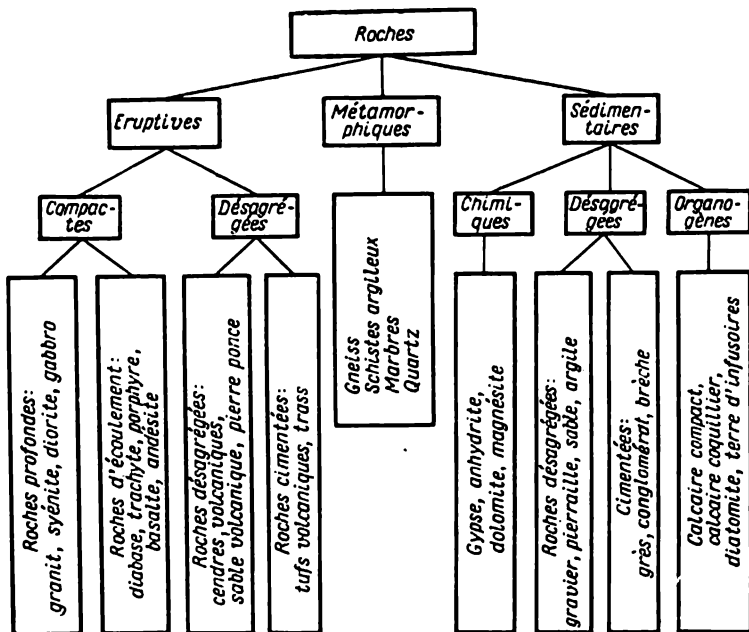 Roches
Eruptives
Métamor-
phiques
Sédimen-
taires
Compac-
tes
Désagré-
gées
Chimi-
ques
Désagré-
gées
Organo-
gènes
Roches profondes:
granit, syénite, diorite, gabbro
Roches d'écoulement:
diabase, trachyte, porphyre,
basalte, andésite
Roches désagrégées:
cendres, volcaniques,
sable volcanique, pierre ponce
Roches cimentées:
tufs volcaniques, trass
Gneiss
Schistes argileux
Marbres
Quartz
Gypse, anhydrite,
dolomite, magnésite
Roches désagrégées:
gravier, pierraille, sable, argile
Cimentées:
grès, conglomérat, brèche
Calcaire compact,
calcaire coquillier,
diatomite, terre d'infusoires